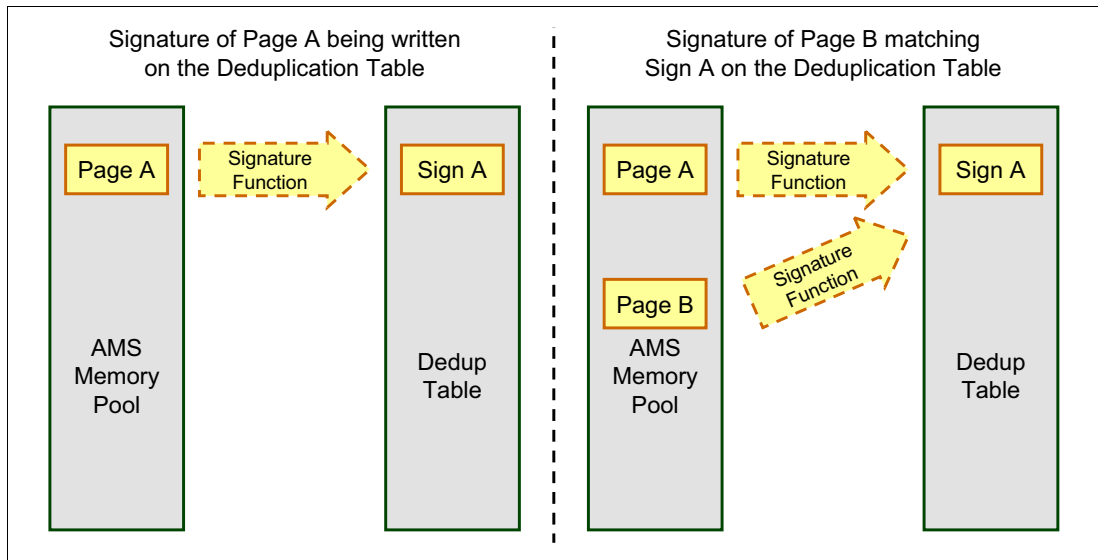 Signature of Page A being written
on the Deduplication Table
Page A
Signature
Function
Sign A
AMS
Memory
Pool
Dedup
Table
Signature of Page B matching
Sign A on the Deduplication Table
Page A
Signature
Function
Sign A
Signature
Function
Page B
AMS
Memory
Pool
Dedup
Table